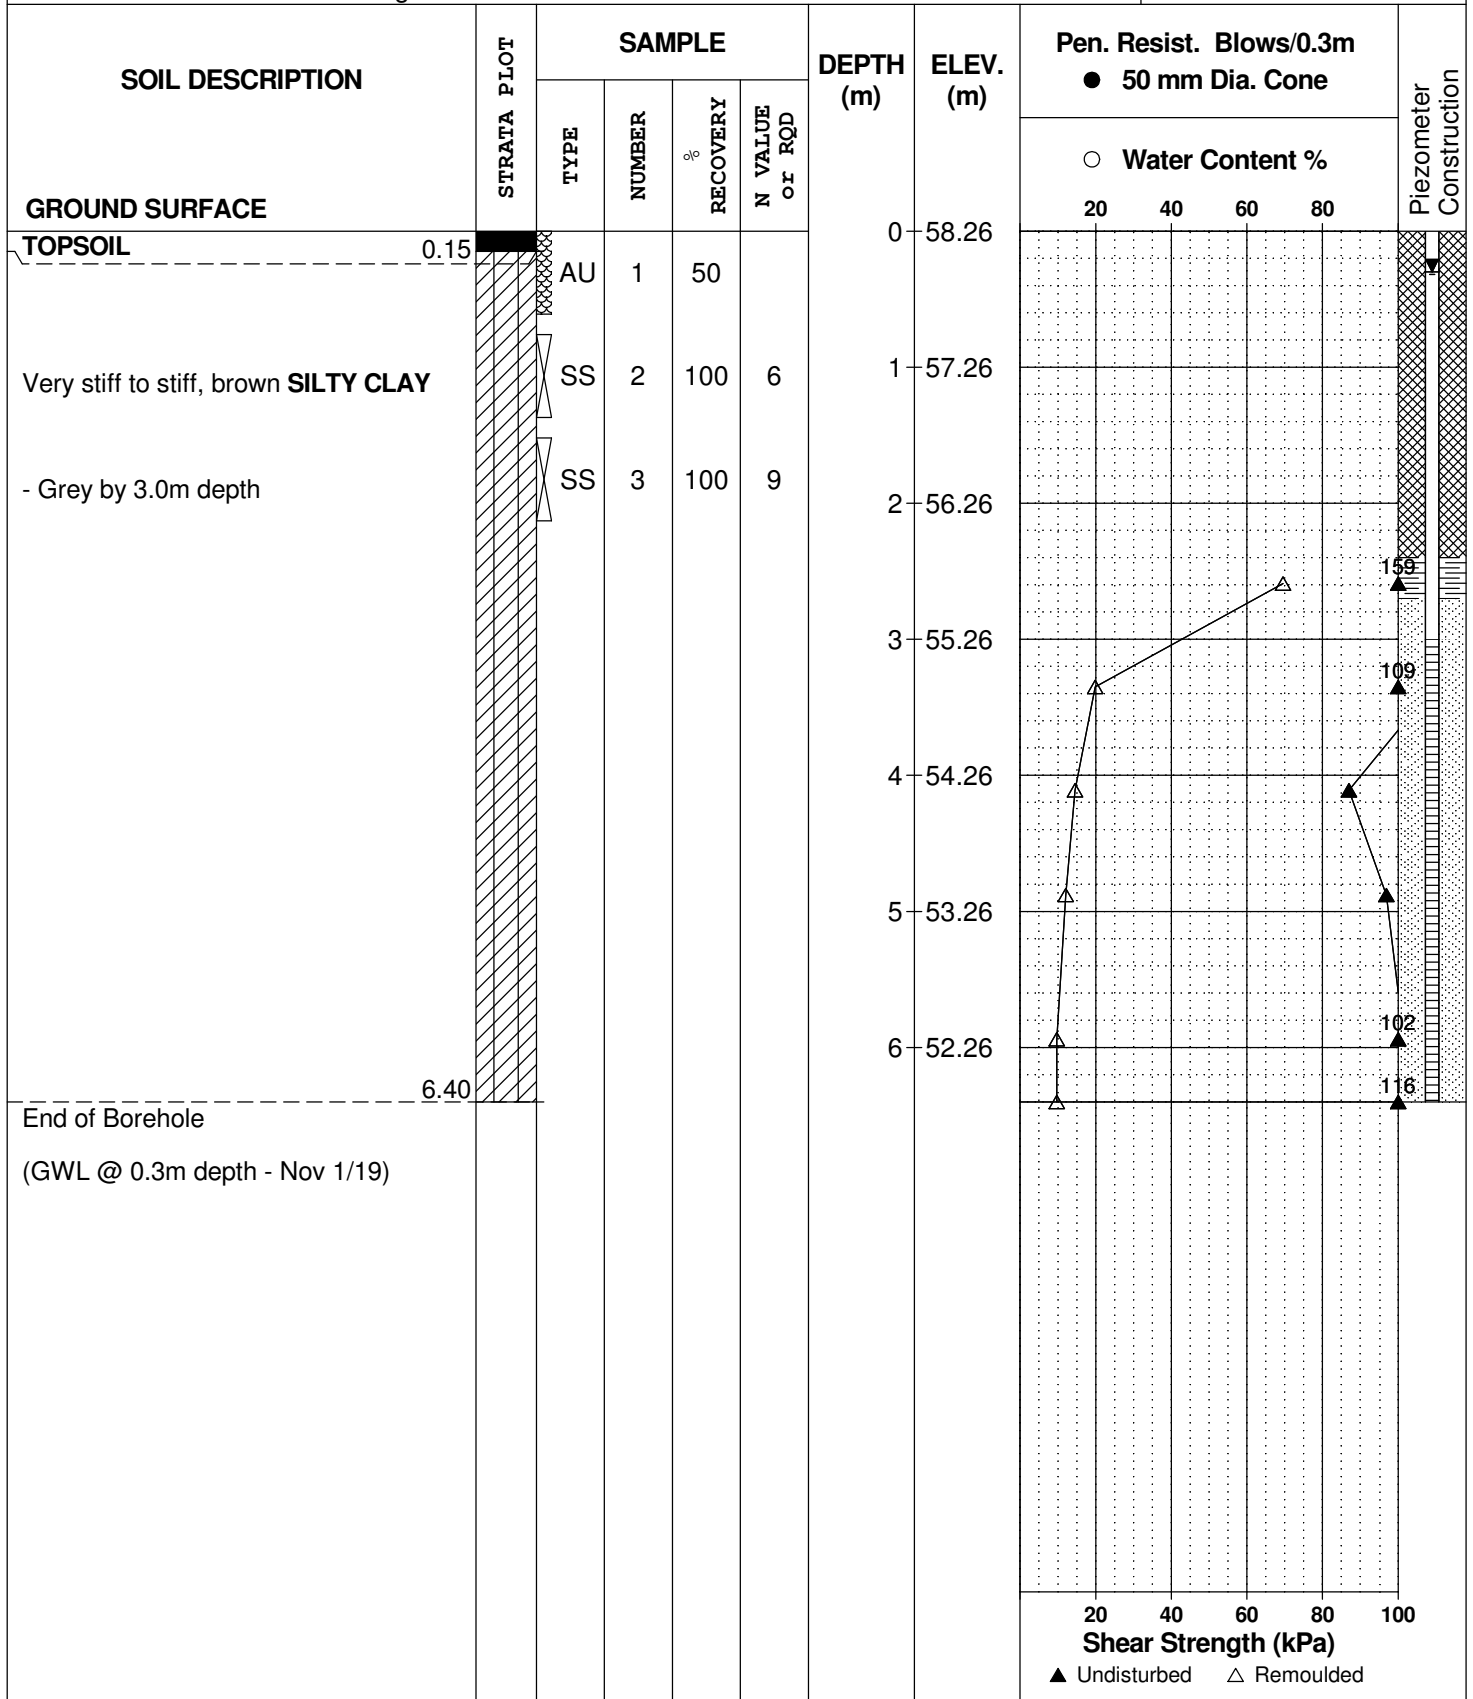 SOIL DESCRIPTION
GROUND SURFACE
STRATA PLOT
SAMPLE
TYPE
NUMBER
% RECOVERY
N VALUE or RQD
DEPTH (m)
ELEV. (m)
Pen. Resist. Blows/0.3m
● 50 mm Dia. Cone
○ Water Content %
20 40 60 80
Piezometer Construction
TOPSOIL 0.15
0 58.26
AU 1 50
Very stiff to stiff, brown SILTY CLAY
SS 2 100 6
1 57.26
- Grey by 3.0m depth
SS 3 100 9
2 56.26
159
3 55.26
109
4 54.26
5 53.26
102
6 52.26
6.40
116
End of Borehole
(GWL @ 0.3m depth - Nov 1/19)
20 40 60 80 100
Shear Strength (kPa)
▲ Undisturbed △ Remoulded